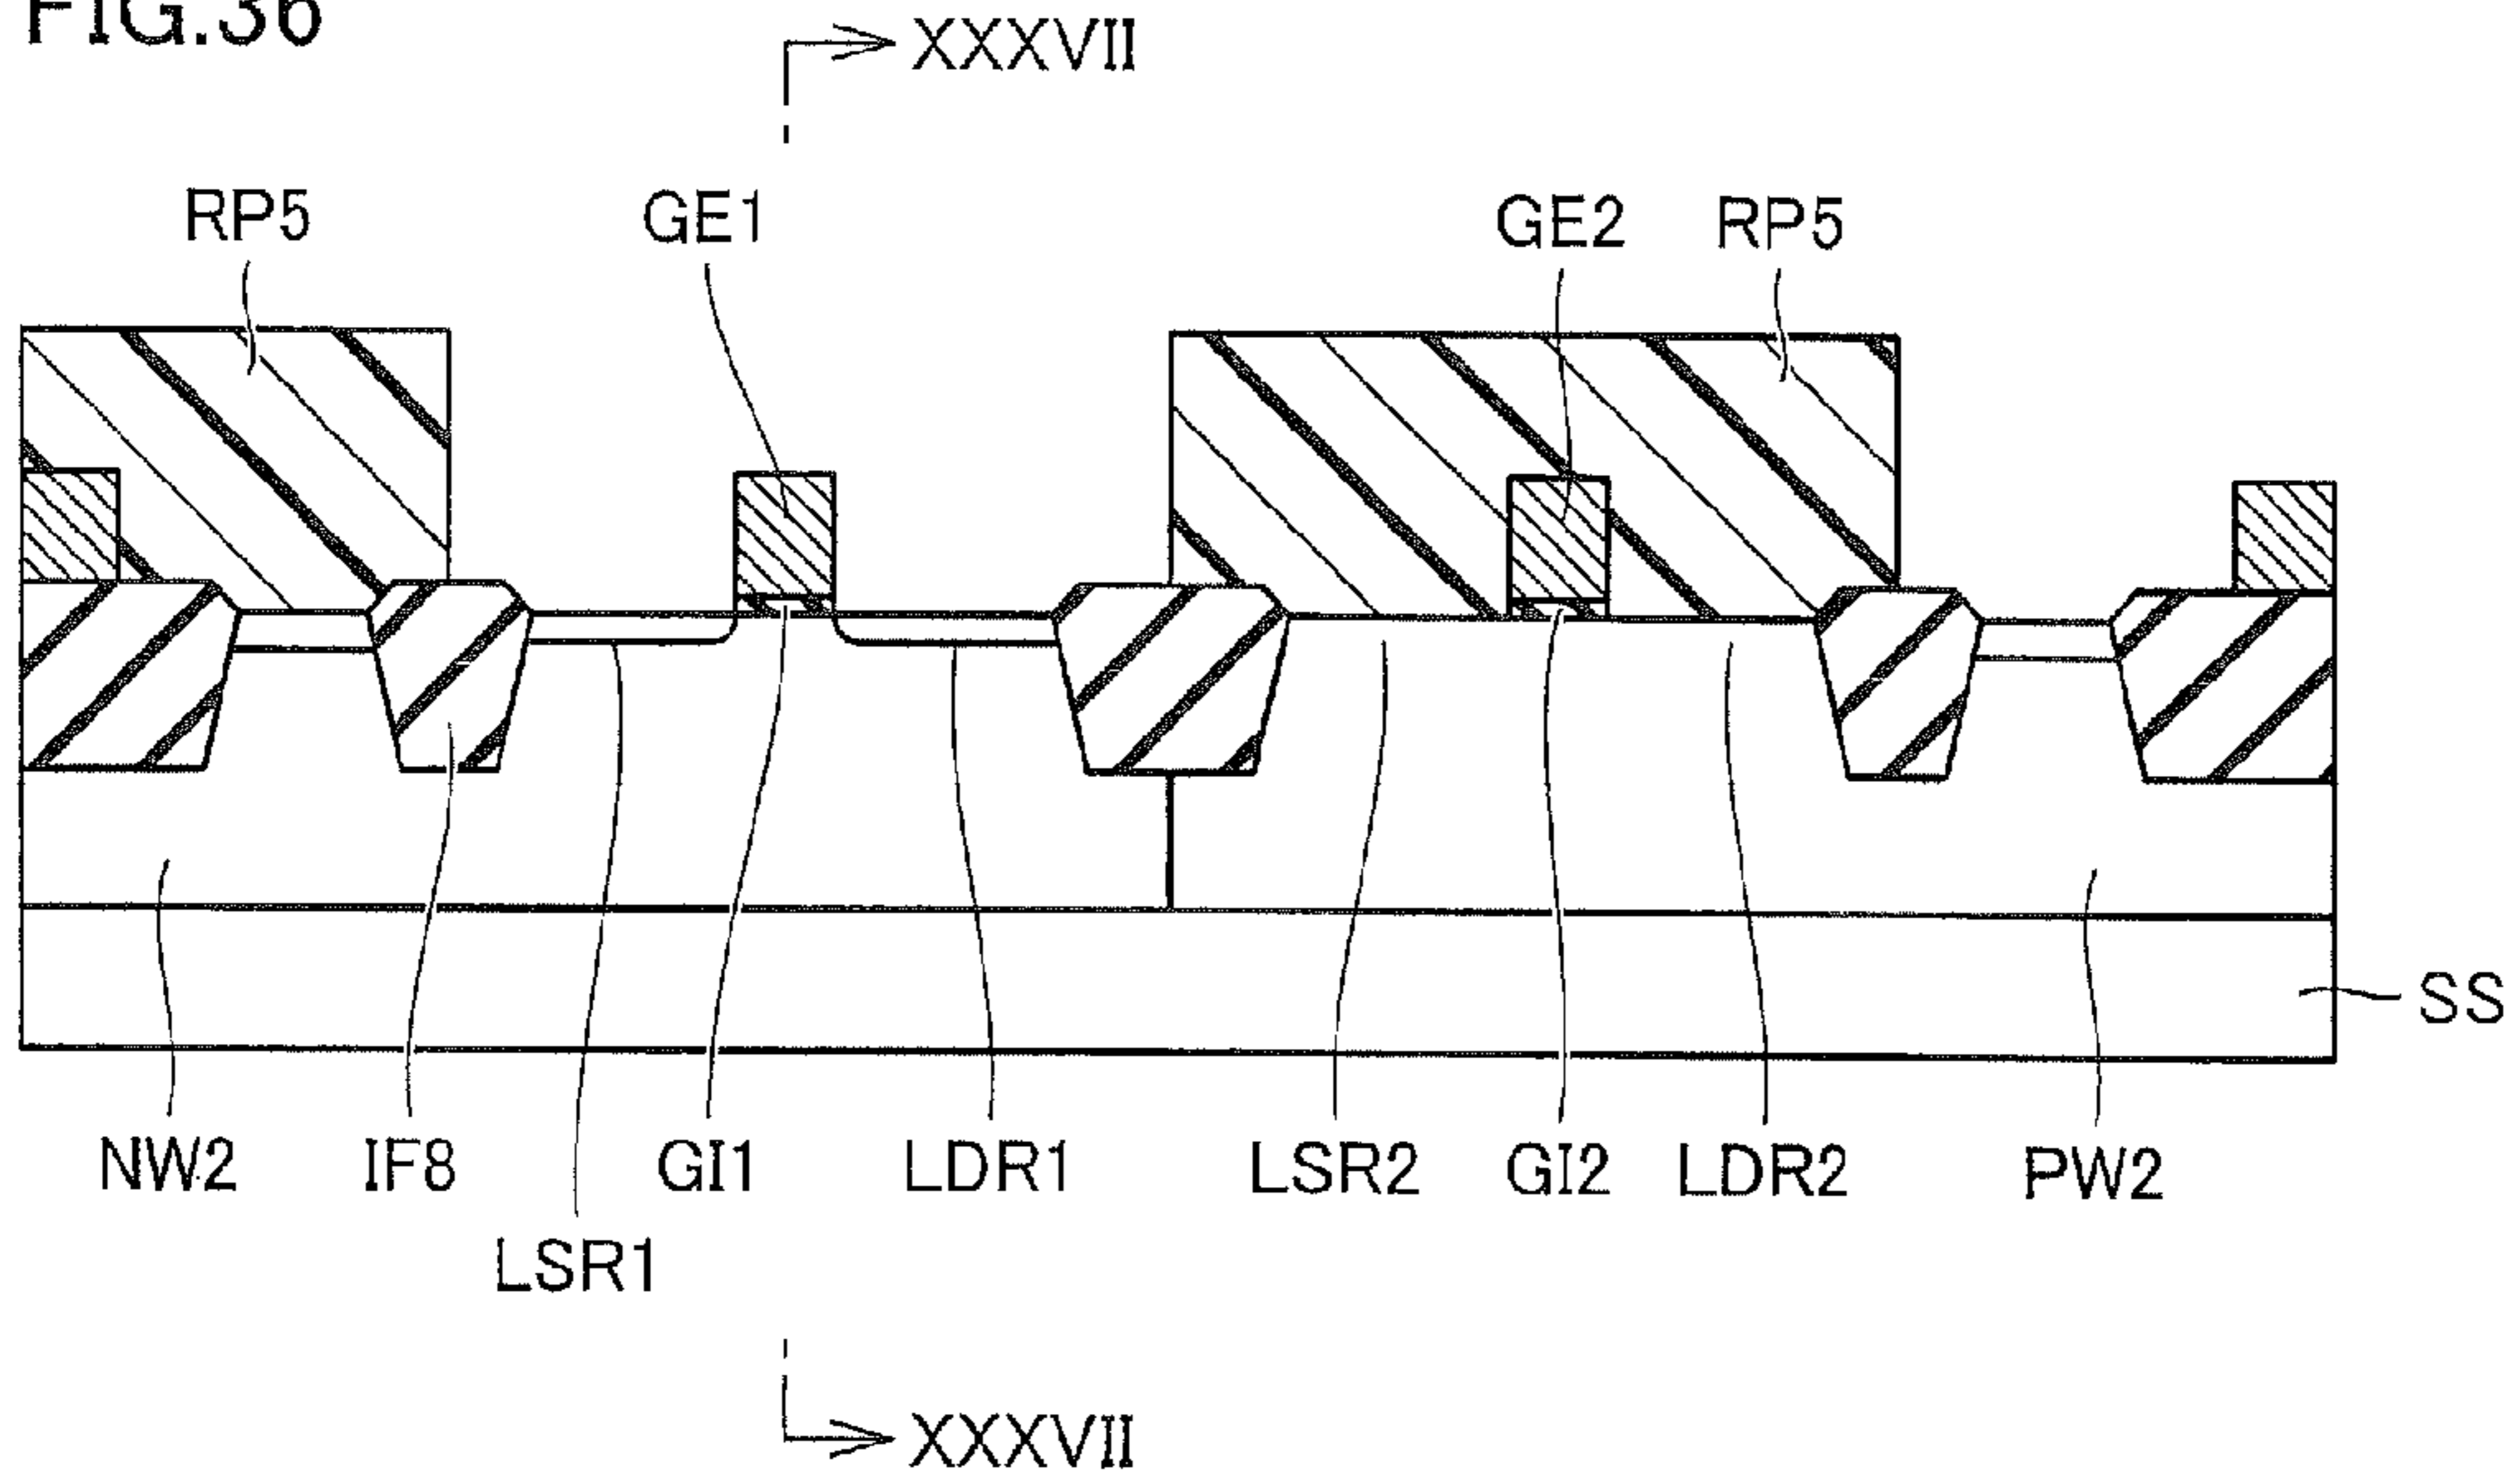 FIG.36
XXXVII
RP5
GE1
GE2
RP5
SS
NW2
IF8
GI1
LDR1
LSR2
GI2
LDR2
PW2
LSR1
XXXVII